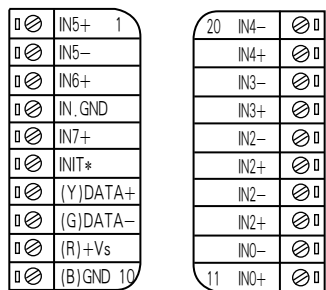 IN5+ 1
IN5-
IN6+
IN.GND
IN7+
INIT*
(Y)DATA+
(G)DATA-
(R)+Vs
(B)GND 10
20 IN4-
IN4+
IN3-
IN3+
IN2-
IN2+
IN2-
IN2+
IN0-
11 IN0+